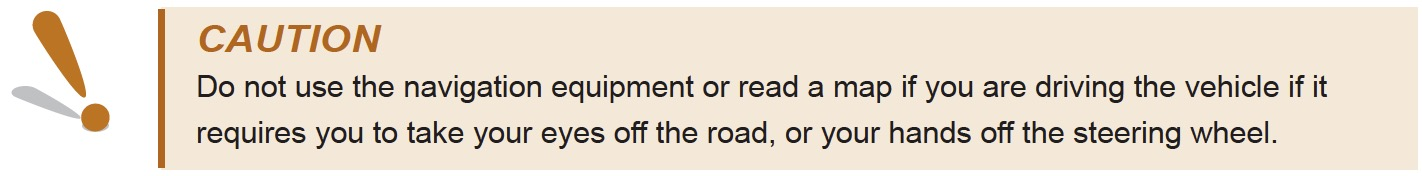 CAUTION
Do not use the navigation equipment or read a map if you are driving the vehicle if it
requires you to take your eyes off the road, or your hands off the steering wheel.